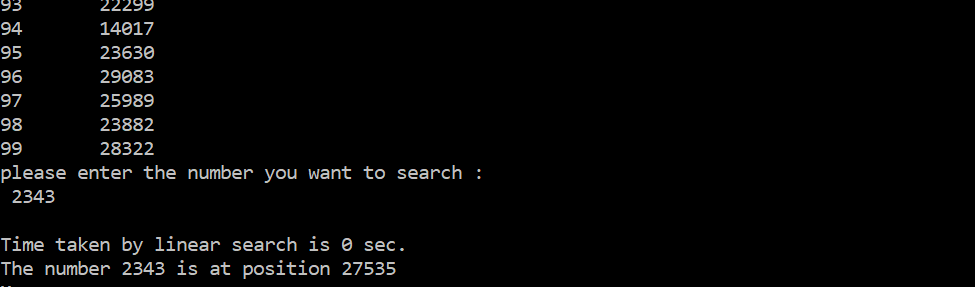 93 22299
94 14017
95 23630
96 29083
97 25989
98 23882
99 28322
please enter the number you want to search :
2343
Time taken by linear search is 0 sec.
The number 2343 is at position 27535